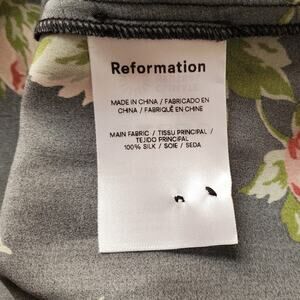 Reformation
MADE IN CHINA / FABRICADO EN
CHINA / FABRIQUÉ EN CHINE
MAIN FABRIC / TISSU PRINCIPAL /
TEJIDO PRINCIPAL
100% SILK / SOIE / SEDA